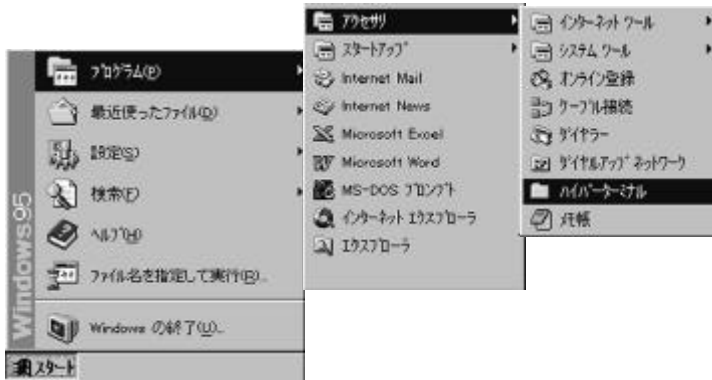 ﾌﾟﾛｸﾞﾗﾑ(P)
最近使ったﾌｧｲﾙ(D)
設定(S)
検索(F)
ﾍﾙﾌﾟ(H)
ﾌｧｲﾙ名を指定して実行(R)...
Windows の終了(U)...
Windows95
スタート
ｱｸｾｻﾘ
ｽﾀｰﾄｱｯﾌﾟ
Internet Mail
Internet News
Microsoft Excel
Microsoft Word
MS-DOS ﾌﾟﾛﾝﾌﾟﾄ
ｲﾝﾀｰﾈｯﾄ ｴｸｽﾌﾟﾛｰﾗ
ｴｸｽﾌﾟﾛｰﾗ
ｲﾝﾀｰﾈｯﾄ ﾂｰﾙ
ｼｽﾃﾑ ﾂｰﾙ
ｵﾝﾗｲﾝ登録
ｹｰﾌﾞﾙ接続
ﾀﾞｲﾔﾗｰ
ﾀﾞｲﾔﾙｱｯﾌﾟ ﾈｯﾄﾜｰｸ
ﾊｲﾊﾟｰﾀｰﾐﾅﾙ
ﾒﾓ帳